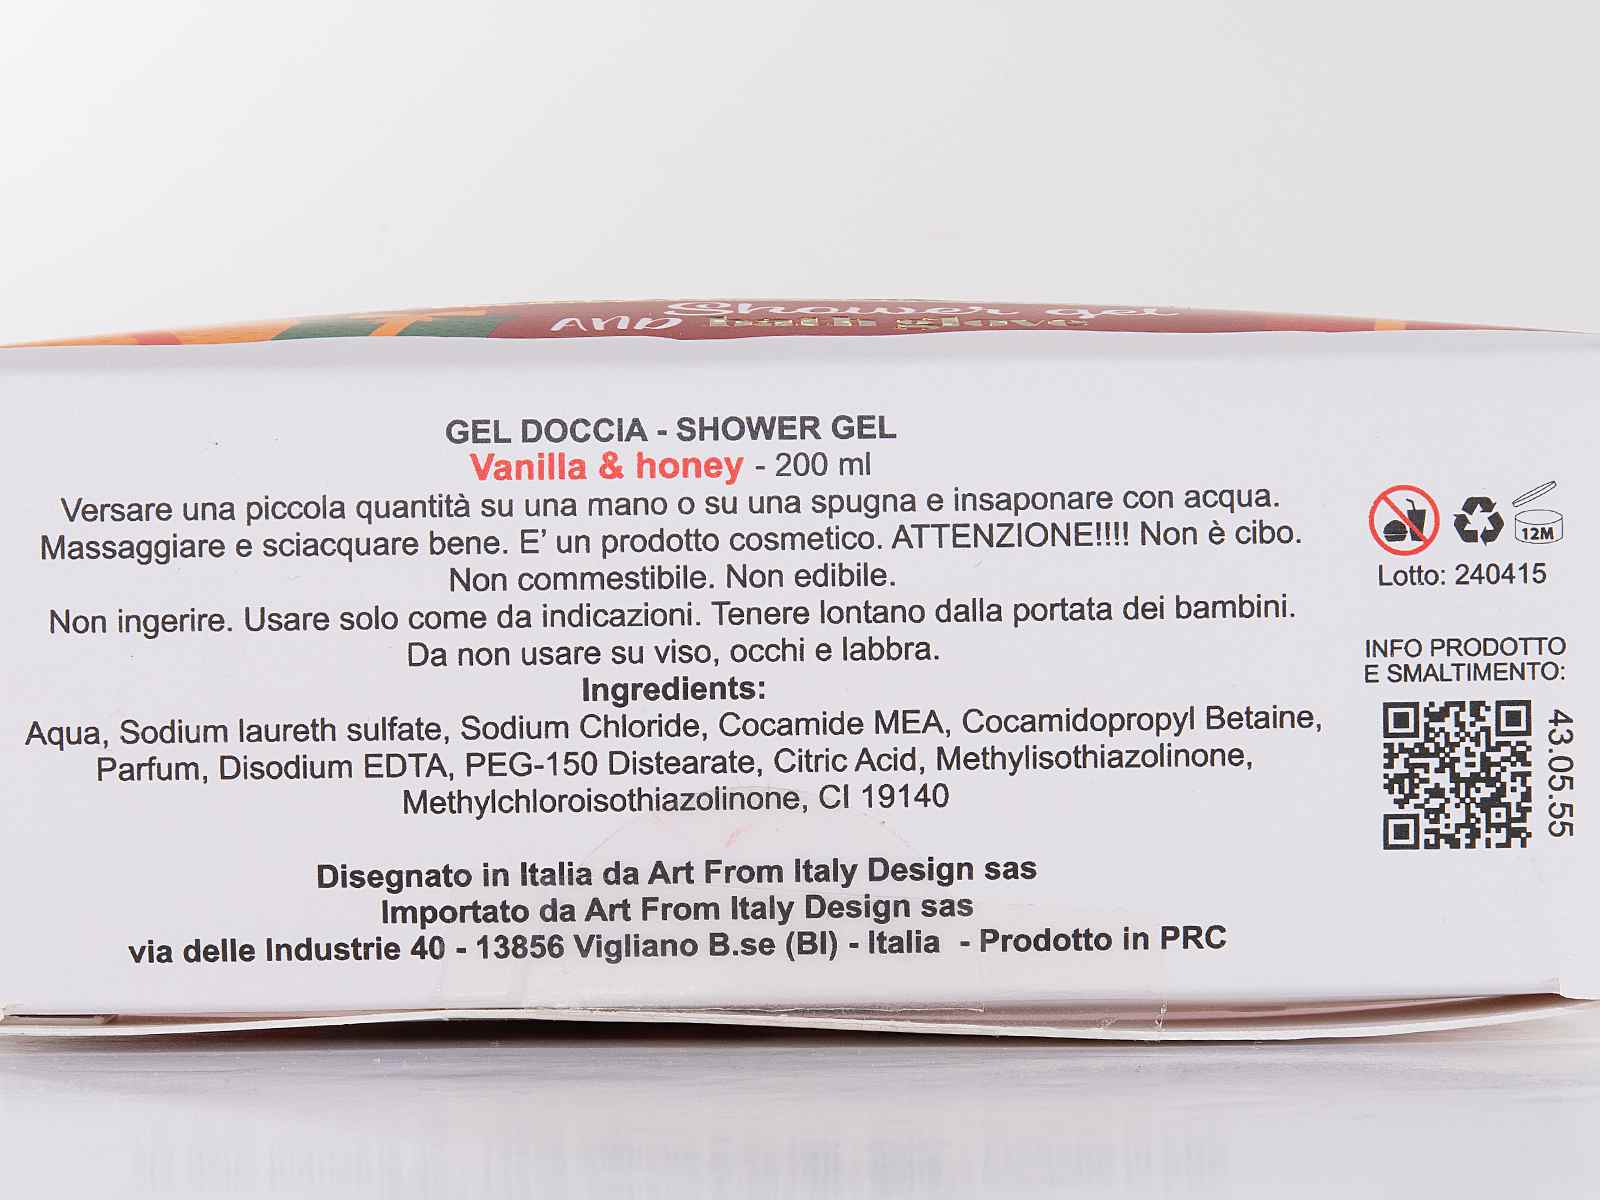 Shower gel
AND bath glove
GEL DOCCIA - SHOWER GEL
Vanilla & honey - 200 ml
Versare una piccola quantità su una mano o su una spugna e insaponare con acqua.
Massaggiare e sciacquare bene. E' un prodotto cosmetico. ATTENZIONE!!!! Non è cibo.
Non commestibile. Non edibile.
Non ingerire. Usare solo come da indicazioni. Tenere lontano dalla portata dei bambini.
Da non usare su viso, occhi e labbra.
Ingredients:
Aqua, Sodium laureth sulfate, Sodium Chloride, Cocamide MEA, Cocamidopropyl Betaine,
Parfum, Disodium EDTA, PEG-150 Distearate, Citric Acid, Methylisothiazolinone,
Methylchloroisothiazolinone, CI 19140
Disegnato in Italia da Art From Italy Design sas
Importato da Art From Italy Design sas
via delle Industrie 40 - 13856 Vigliano B.se (BI) - Italia - Prodotto in PRC
12M
Lotto: 240415
INFO PRODOTTO
E SMALTIMENTO:
43.05.55